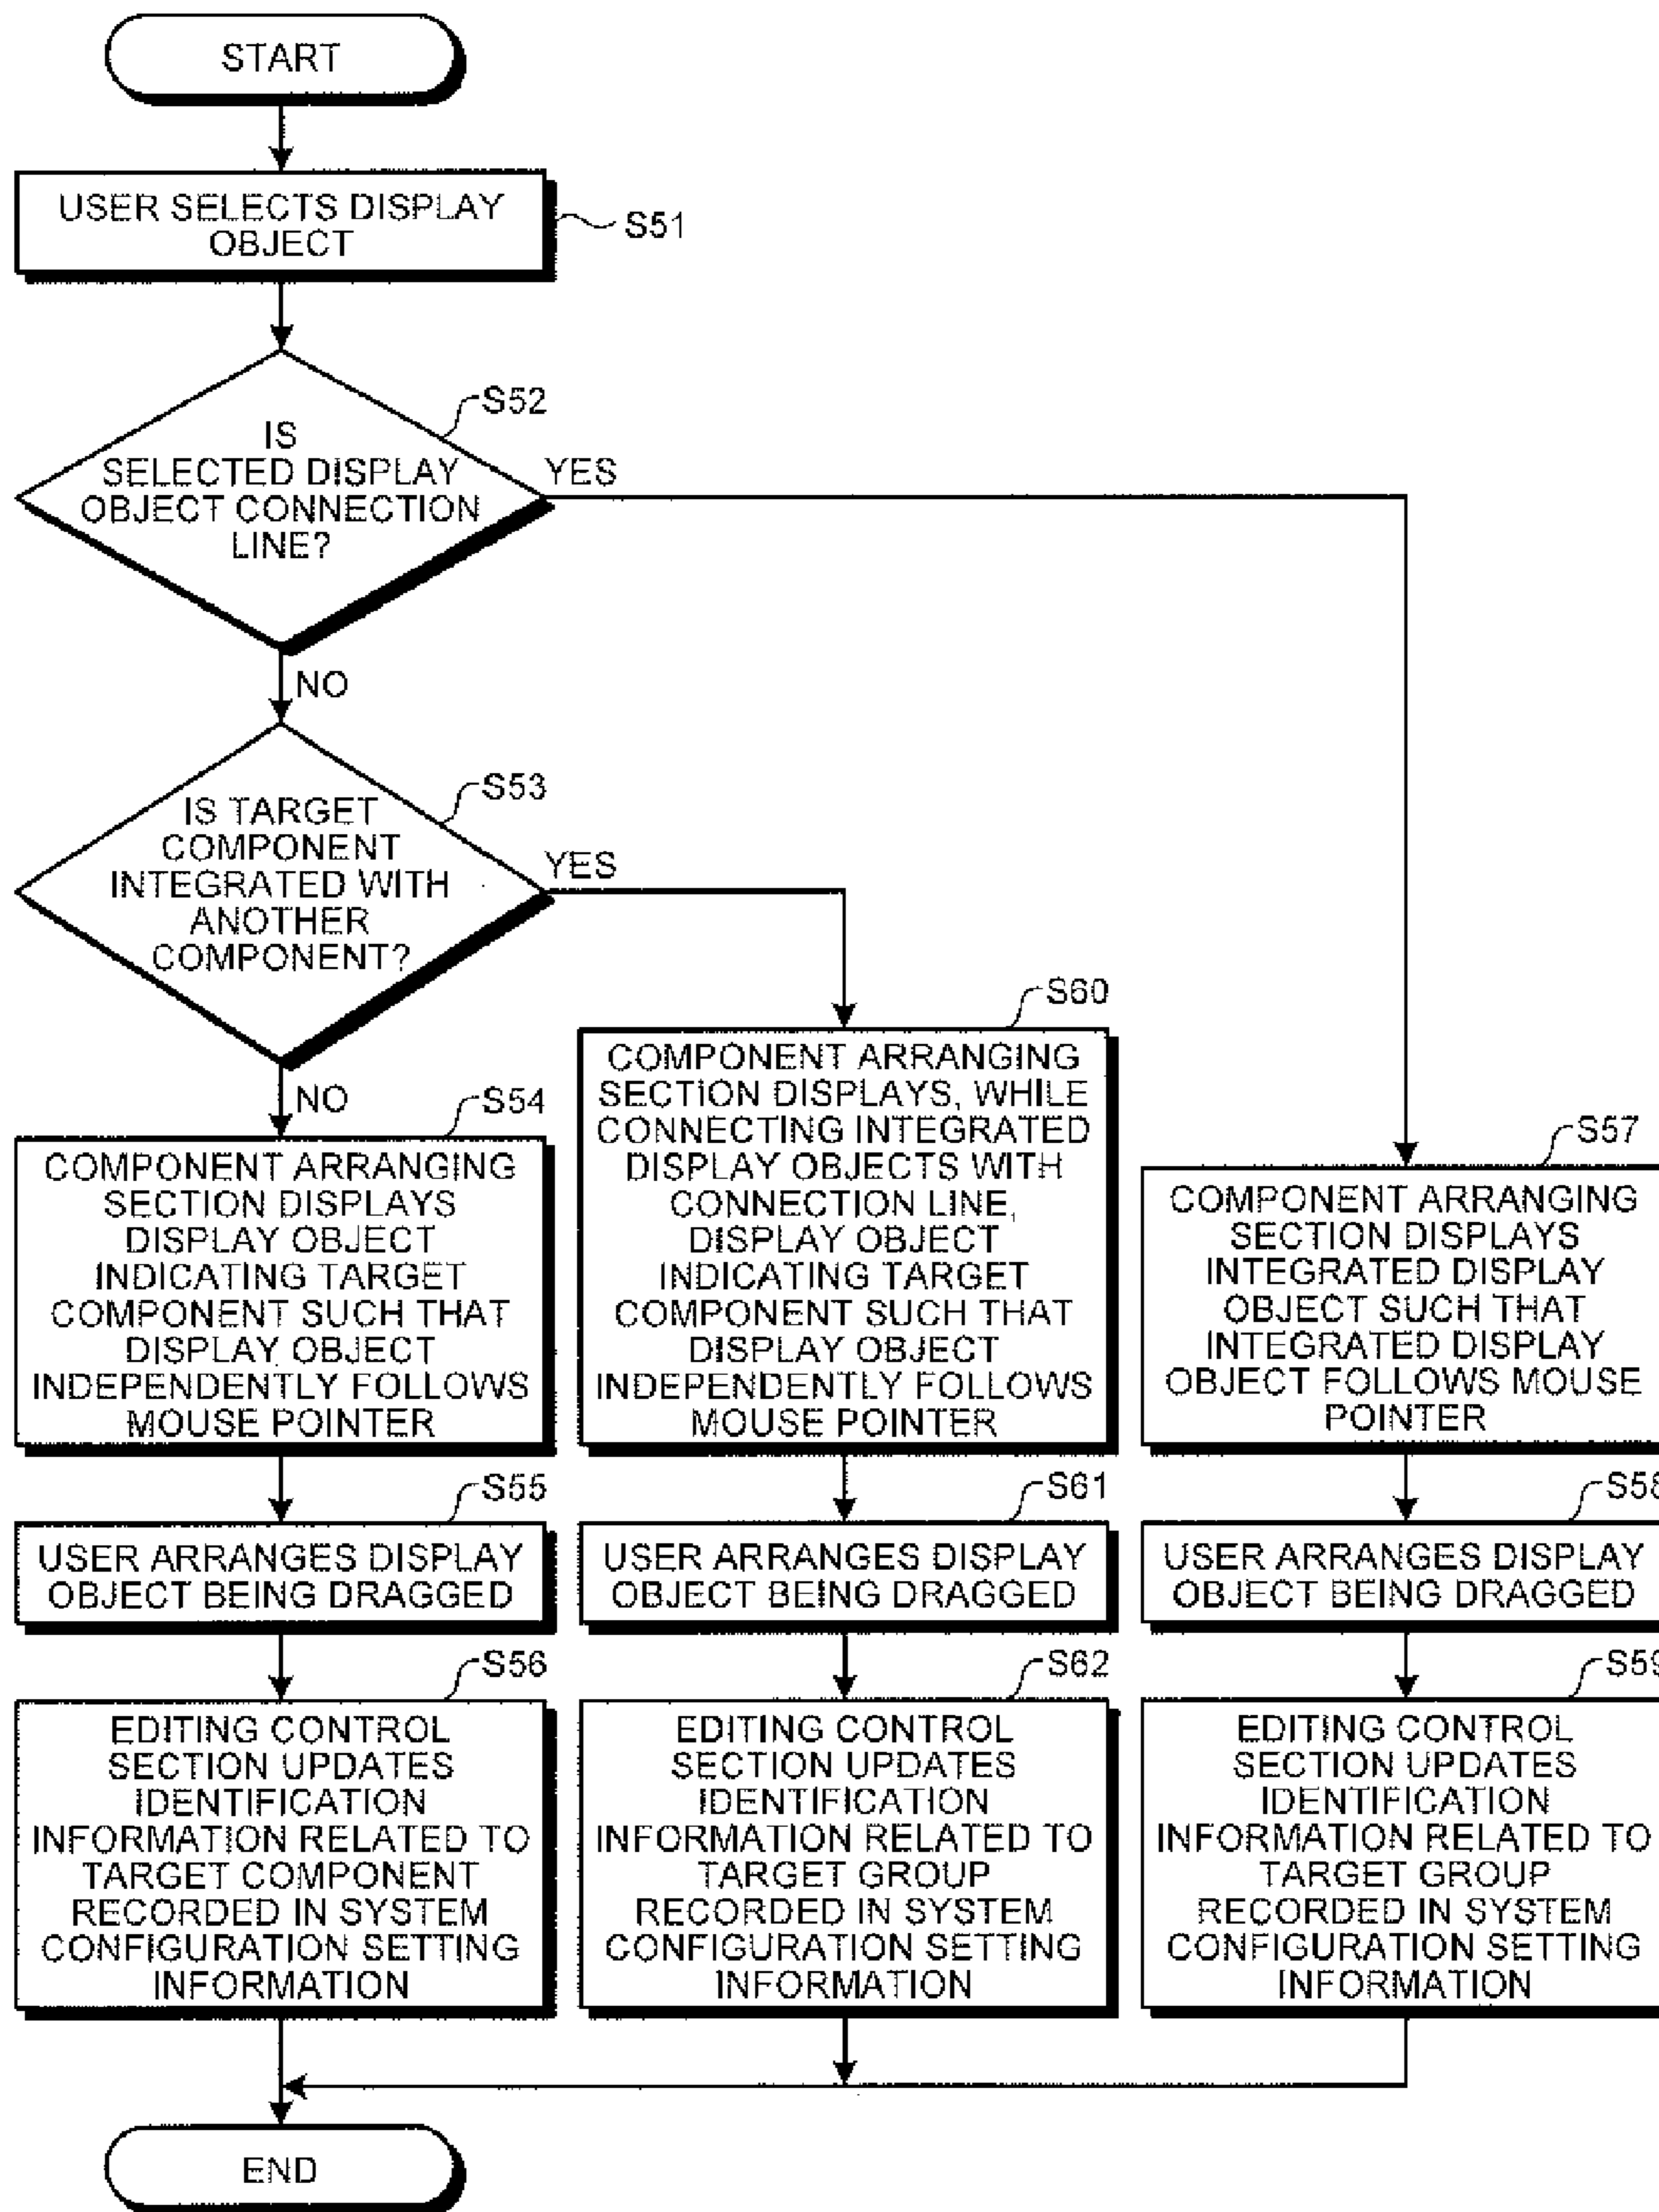 START
USER SELECTS DISPLAY
OBJECT
S51
S52
IS
SELECTED DISPLAY
OBJECT CONNECTION
LINE?
YES
NO
S53
IS TARGET
COMPONENT
INTEGRATED WITH
ANOTHER
COMPONENT?
YES
NO
S54
COMPONENT ARRANGING
SECTION DISPLAYS
DISPLAY OBJECT
INDICATING TARGET
COMPONENT SUCH THAT
DISPLAY OBJECT
INDEPENDENTLY FOLLOWS
MOUSE POINTER
S60
COMPONENT ARRANGING
SECTION DISPLAYS, WHILE
CONNECTING INTEGRATED
DISPLAY OBJECTS WITH
CONNECTION LINE,
DISPLAY OBJECT
INDICATING TARGET
COMPONENT SUCH THAT
DISPLAY OBJECT
INDEPENDENTLY FOLLOWS
MOUSE POINTER
S57
COMPONENT ARRANGING
SECTION DISPLAYS
INTEGRATED DISPLAY
OBJECT SUCH THAT
INTEGRATED DISPLAY
OBJECT FOLLOWS MOUSE
POINTER
S55
USER ARRANGES DISPLAY
OBJECT BEING DRAGGED
S61
USER ARRANGES DISPLAY
OBJECT BEING DRAGGED
S58
USER ARRANGES DISPLAY
OBJECT BEING DRAGGED
S56
EDITING CONTROL
SECTION UPDATES
IDENTIFICATION
INFORMATION RELATED TO
TARGET COMPONENT
RECORDED IN SYSTEM
CONFIGURATION SETTING
INFORMATION
S62
EDITING CONTROL
SECTION UPDATES
IDENTIFICATION
INFORMATION RELATED TO
TARGET GROUP
RECORDED IN SYSTEM
CONFIGURATION SETTING
INFORMATION
S59
EDITING CONTROL
SECTION UPDATES
IDENTIFICATION
INFORMATION RELATED TO
TARGET GROUP
RECORDED IN SYSTEM
CONFIGURATION SETTING
INFORMATION
END